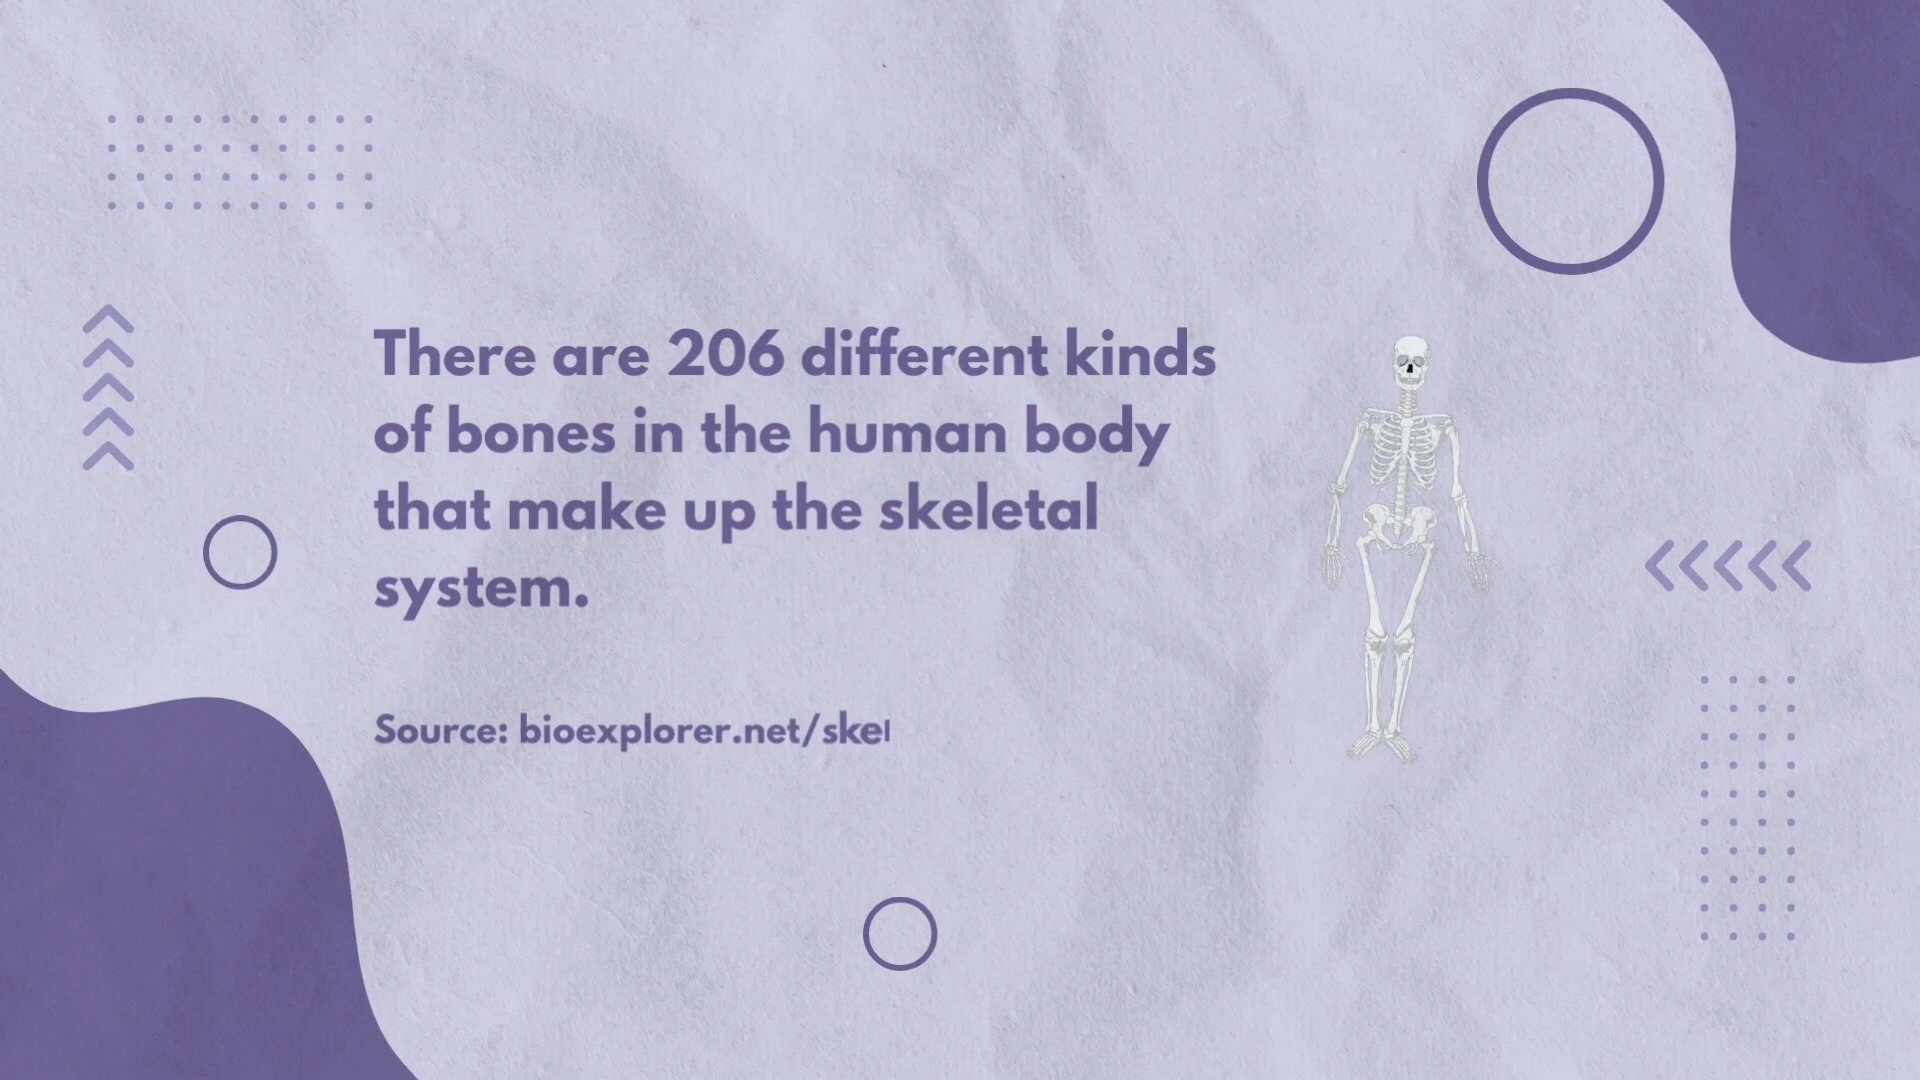 There are 206 different kinds
of bones in the human body
that make up the skeletal
system.
Source: bioexplorer.net/skel